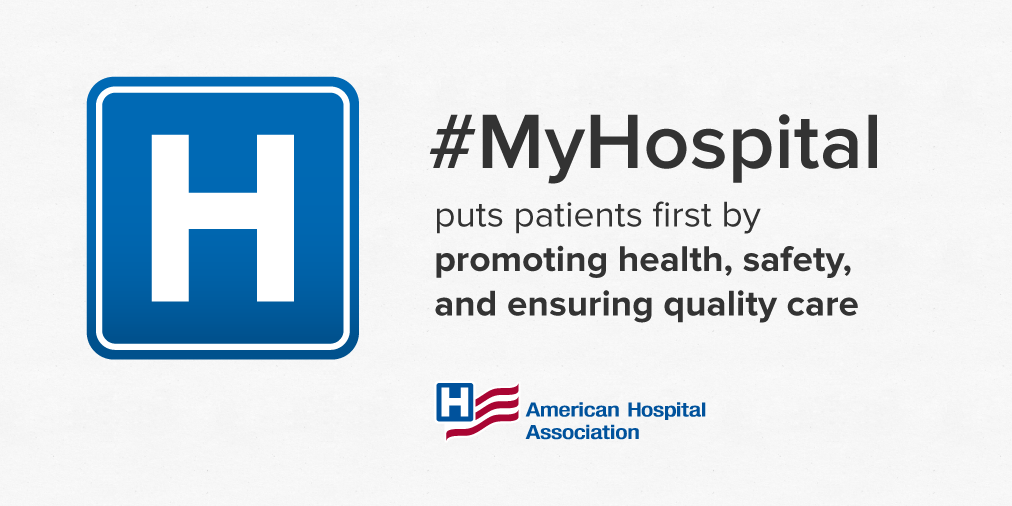 H
#MyHospital
puts patients first by
promoting health, safety,
and ensuring quality care
H
American Hospital
Association